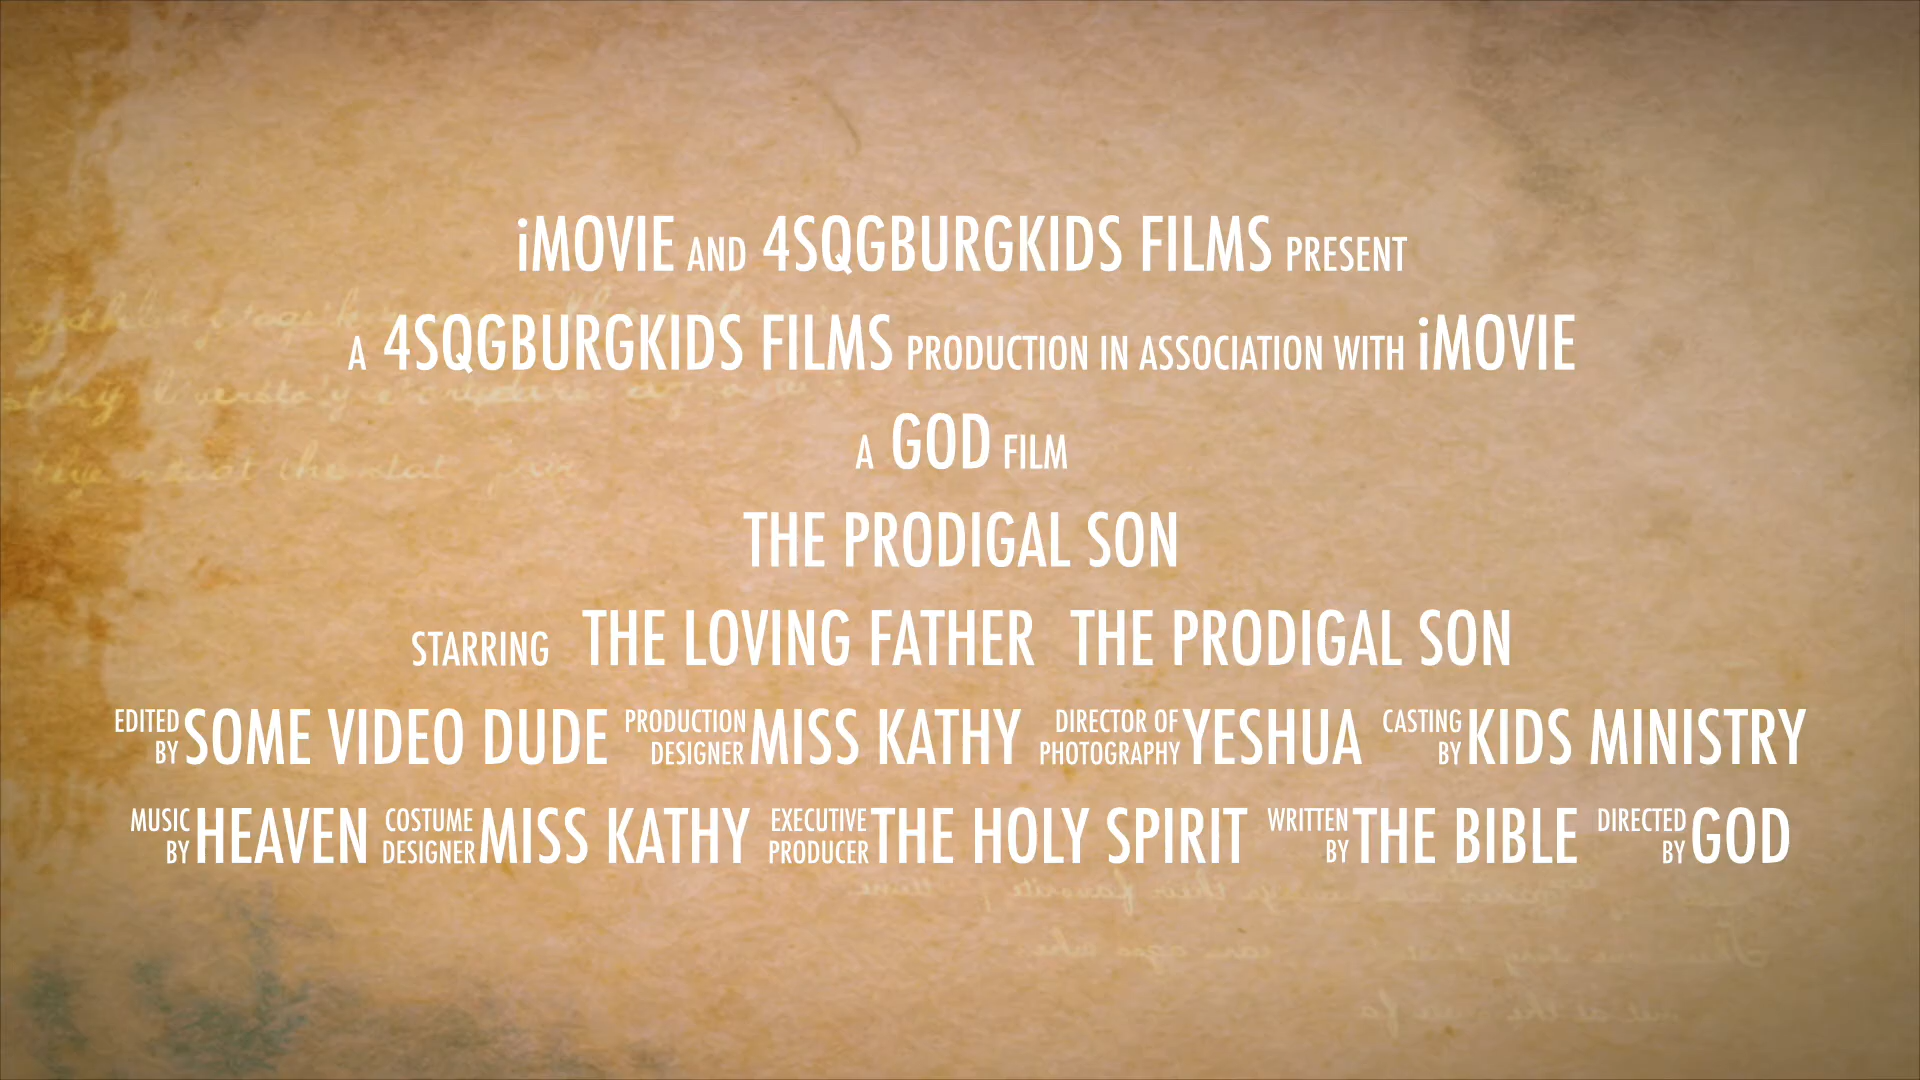 iMOVIE AND 4SQGBURGKIDS FILMS PRESENT
A 4SQGBURGKIDS FILMS PRODUCTION IN ASSOCIATION WITH iMOVIE
A GOD FILM
THE PRODIGAL SON
STARRING THE LOVING FATHER THE PRODIGAL SON
EDITED BY SOME VIDEO DUDE PRODUCTION DESIGNER MISS KATHY DIRECTOR OF PHOTOGRAPHY YESHUA CASTING BY KIDS MINISTRY
MUSIC BY HEAVEN COSTUME DESIGNER MISS KATHY EXECUTIVE PRODUCER THE HOLY SPIRIT WRITTEN BY THE BIBLE DIRECTED BY GOD